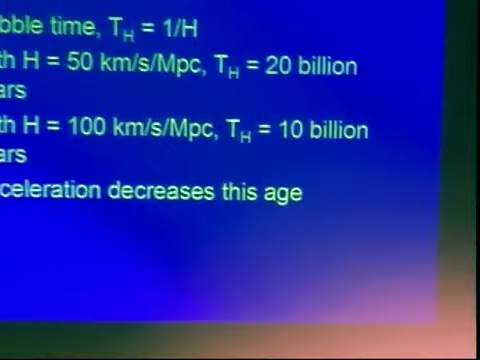 bble time, TH = 1/H
th H = 50 km/s/Mpc, TH = 20 billion
ars
th H = 100 km/s/Mpc, TH = 10 billion
ars
celeration decreases this age